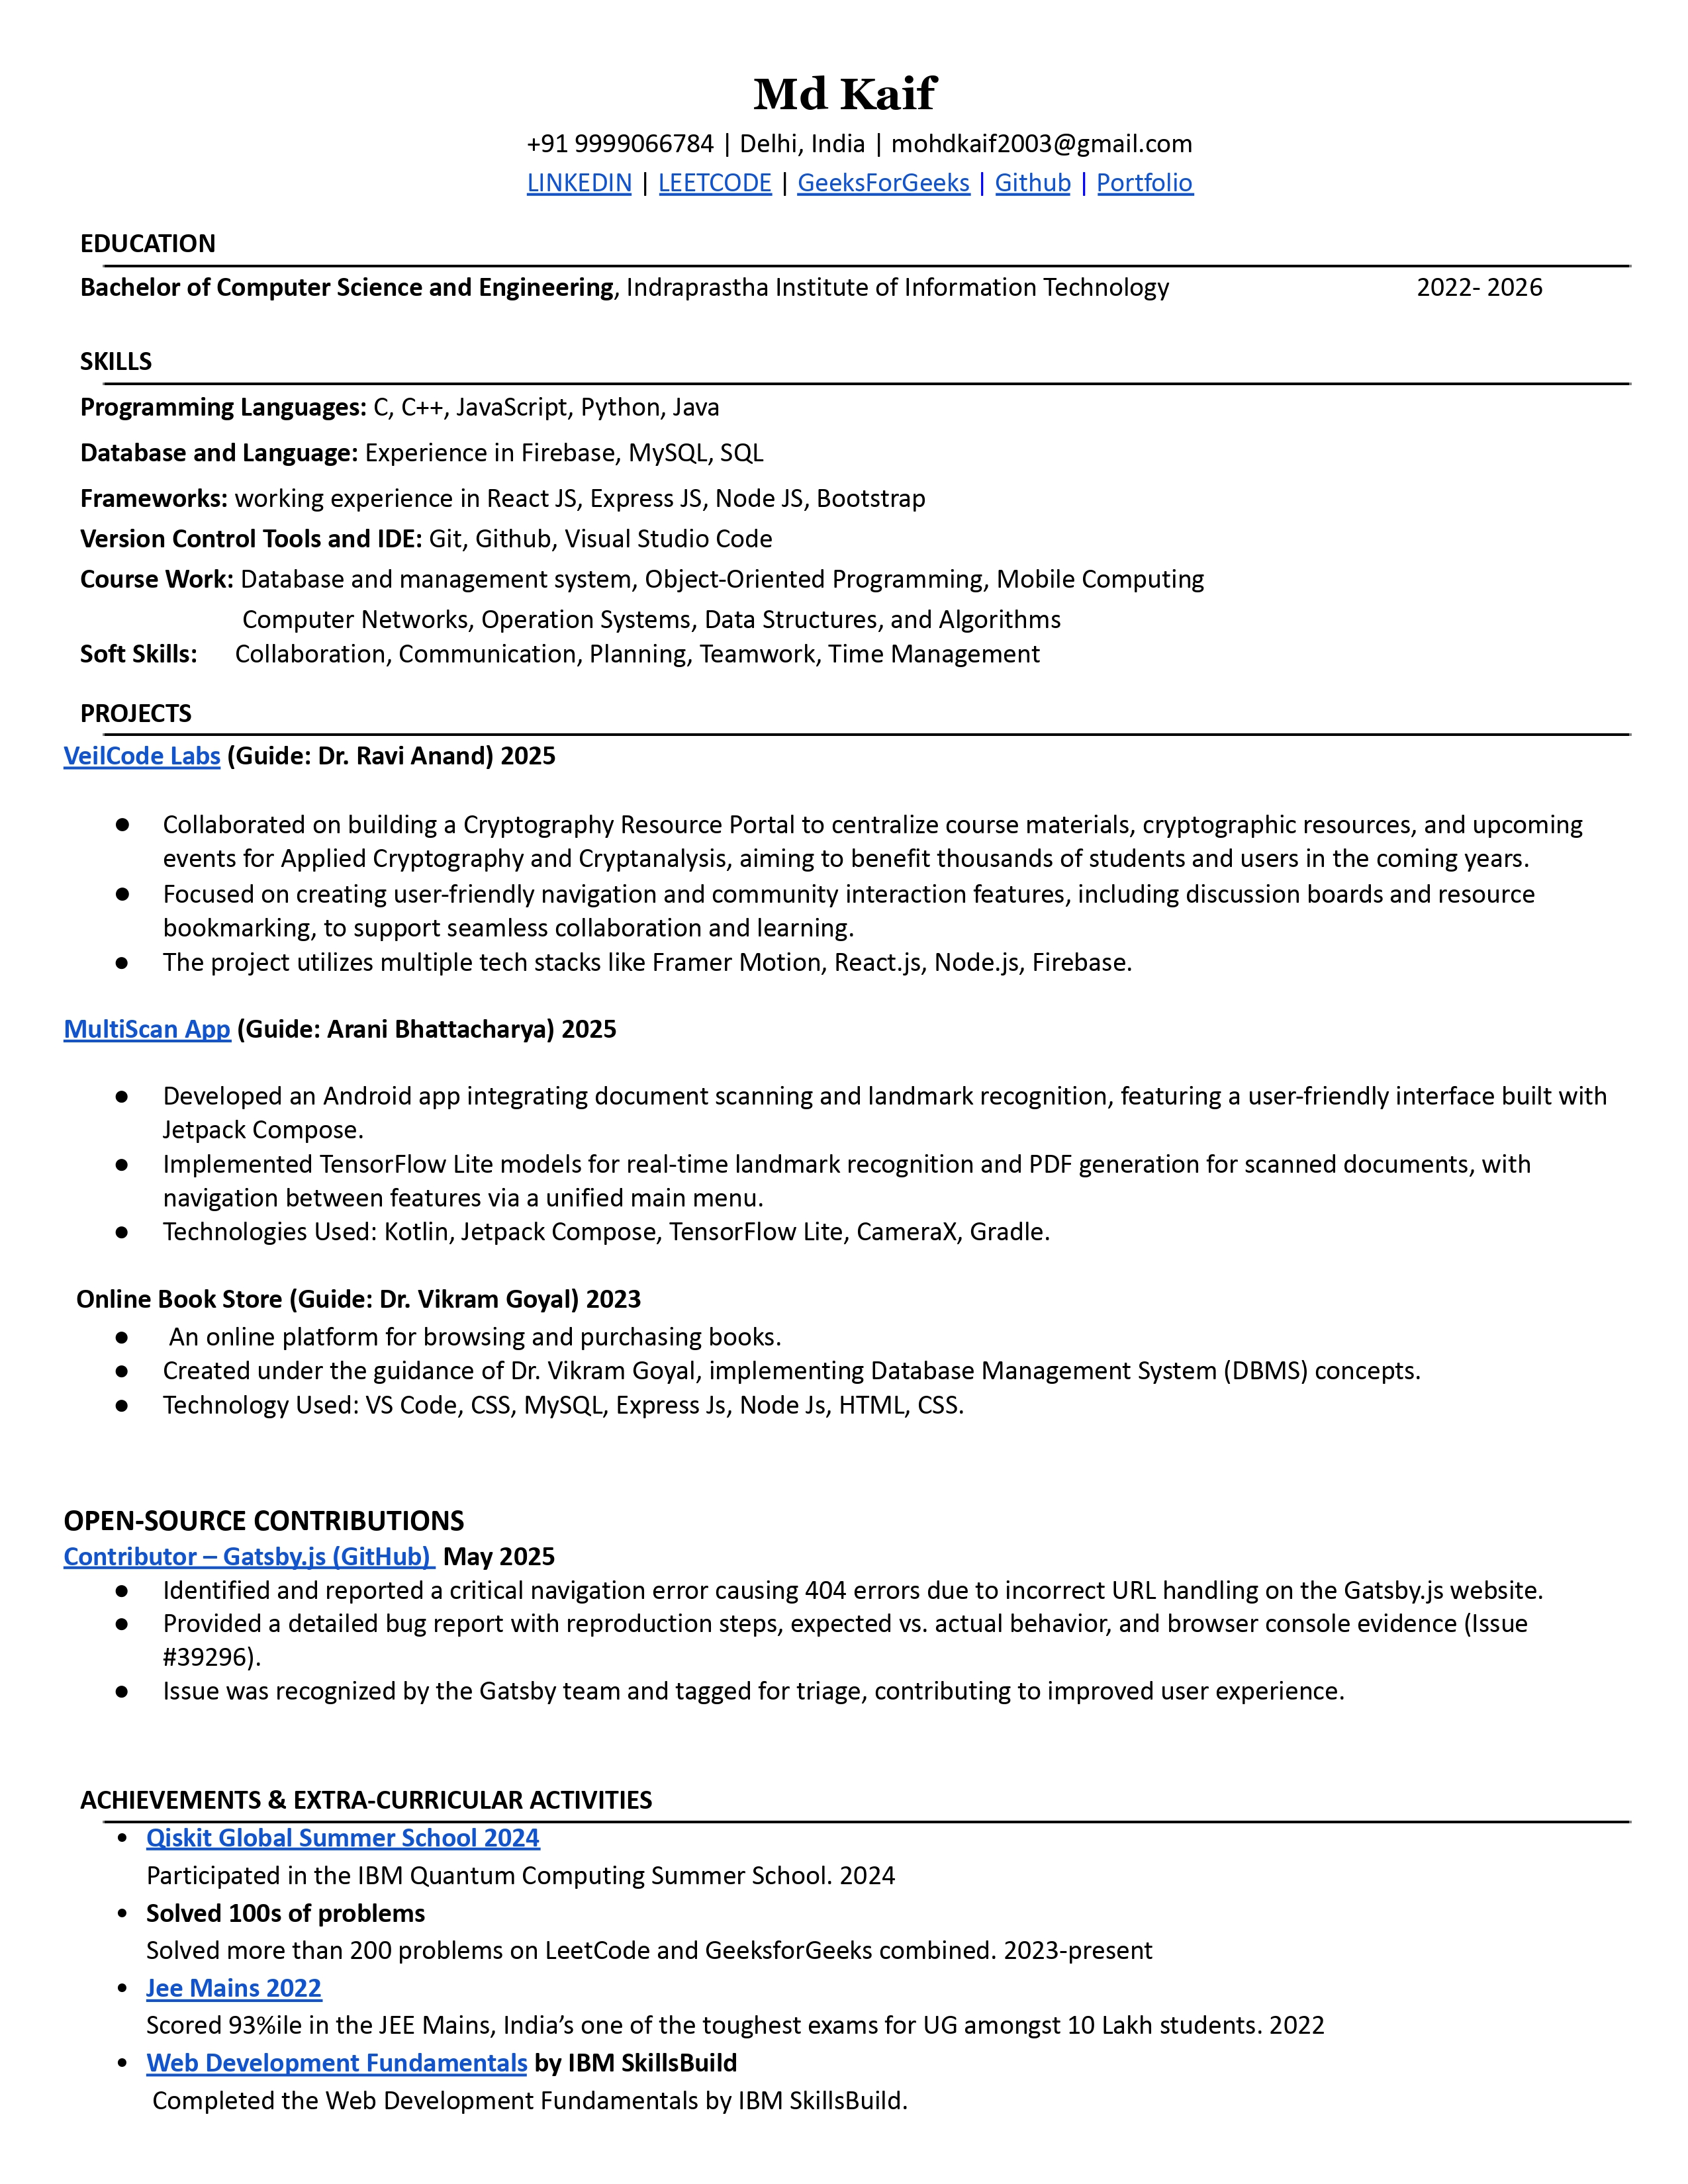 Md Kaif
+91 9999066784 | Delhi, India | mohdkaif2003@gmail.com
LINKEDIN | LEETCODE | GeeksForGeeks | Github | Portfolio
EDUCATION
Bachelor of Computer Science and Engineering, Indraprastha Institute of Information Technology 2022- 2026
SKILLS
Programming Languages: C, C++, JavaScript, Python, Java
Database and Language: Experience in Firebase, MySQL, SQL
Frameworks: working experience in React JS, Express JS, Node JS, Bootstrap
Version Control Tools and IDE: Git, Github, Visual Studio Code
Course Work: Database and management system, Object-Oriented Programming, Mobile Computing
Computer Networks, Operation Systems, Data Structures, and Algorithms
Soft Skills: Collaboration, Communication, Planning, Teamwork, Time Management
PROJECTS
VeilCode Labs (Guide: Dr. Ravi Anand) 2025
● Collaborated on building a Cryptography Resource Portal to centralize course materials, cryptographic resources, and upcoming
events for Applied Cryptography and Cryptanalysis, aiming to benefit thousands of students and users in the coming years.
● Focused on creating user-friendly navigation and community interaction features, including discussion boards and resource
bookmarking, to support seamless collaboration and learning.
● The project utilizes multiple tech stacks like Framer Motion, React.js, Node.js, Firebase.
MultiScan App (Guide: Arani Bhattacharya) 2025
● Developed an Android app integrating document scanning and landmark recognition, featuring a user-friendly interface built with
Jetpack Compose.
● Implemented TensorFlow Lite models for real-time landmark recognition and PDF generation for scanned documents, with
navigation between features via a unified main menu.
● Technologies Used: Kotlin, Jetpack Compose, TensorFlow Lite, CameraX, Gradle.
Online Book Store (Guide: Dr. Vikram Goyal) 2023
● An online platform for browsing and purchasing books.
● Created under the guidance of Dr. Vikram Goyal, implementing Database Management System (DBMS) concepts.
● Technology Used: VS Code, CSS, MySQL, Express Js, Node Js, HTML, CSS.
OPEN-SOURCE CONTRIBUTIONS
Contributor – Gatsby.js (GitHub) May 2025
● Identified and reported a critical navigation error causing 404 errors due to incorrect URL handling on the Gatsby.js website.
● Provided a detailed bug report with reproduction steps, expected vs. actual behavior, and browser console evidence (Issue
#39296).
● Issue was recognized by the Gatsby team and tagged for triage, contributing to improved user experience.
ACHIEVEMENTS & EXTRA-CURRICULAR ACTIVITIES
• Qiskit Global Summer School 2024
Participated in the IBM Quantum Computing Summer School. 2024
• Solved 100s of problems
Solved more than 200 problems on LeetCode and GeeksforGeeks combined. 2023-present
• Jee Mains 2022
Scored 93%ile in the JEE Mains, India’s one of the toughest exams for UG amongst 10 Lakh students. 2022
• Web Development Fundamentals by IBM SkillsBuild
Completed the Web Development Fundamentals by IBM SkillsBuild.